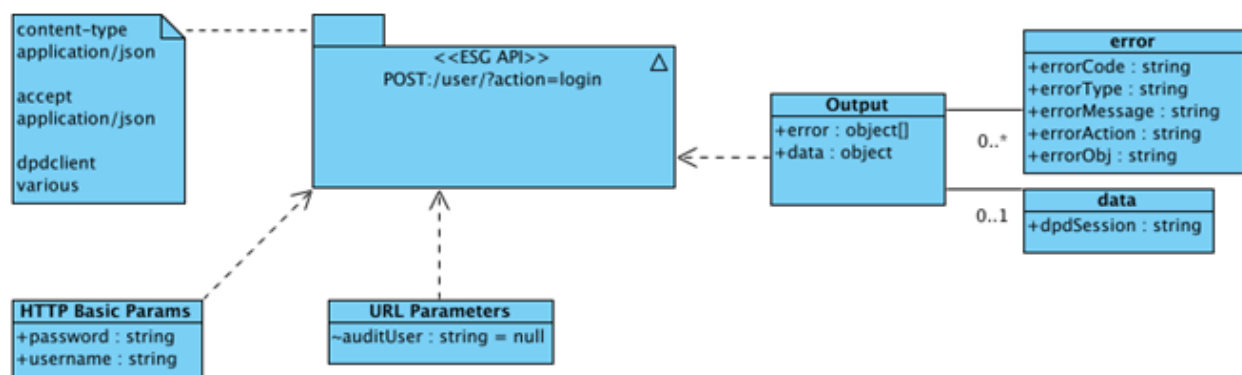 content-type
application/json
accept
application/json
dpdclient
various
<<ESG API>>
POST:/user/?action=login
Output
+error : object[]
+data : object
error
+errorCode : string
+errorType : string
+errorMessage : string
+errorAction : string
+errorObj : string
0..*
data
+dpdSession : string
0..1
HTTP Basic Params
+password : string
+username : string
URL Parameters
~auditUser : string = null